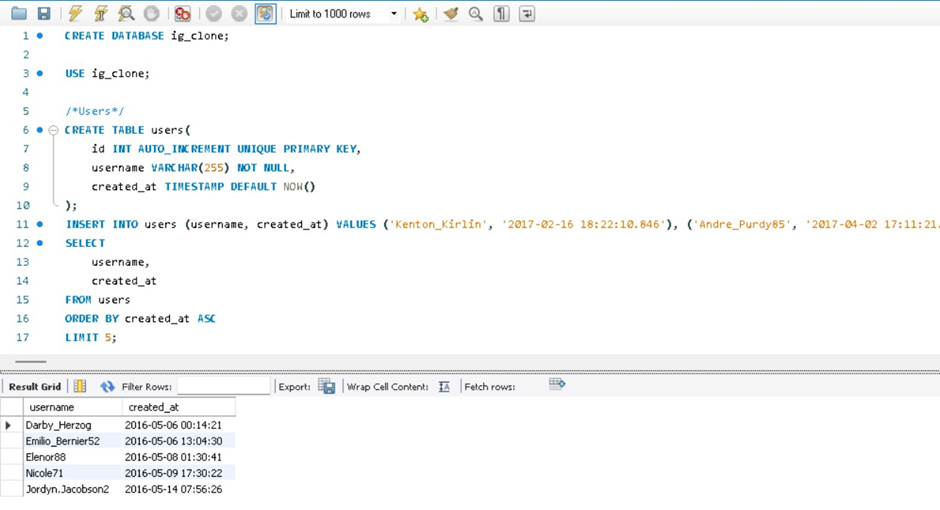 Limit to 1000 rows
1 CREATE DATABASE ig_clone;
2
3 USE ig_clone;
4
5 /*Users*/
6 CREATE TABLE users(
7 id INT AUTO_INCREMENT UNIQUE PRIMARY KEY,
8 username VARCHAR(255) NOT NULL,
9 created_at TIMESTAMP DEFAULT NOW()
10 );
11 INSERT INTO users (username, created_at) VALUES ('Kenton_Kirlin', '2017-02-16 18:22:10.846'), ('Andre_Purdy85', '2017-04-02 17:11:21.
12 SELECT
13 username,
14 created_at
15 FROM users
16 ORDER BY created_at ASC
17 LIMIT 5;
Result Grid Filter Rows: Export: Wrap Cell Content: IA Fetch rows:
username created_at
Darby_Herzog 2016-05-06 00:14:21
Emilio_Bernier52 2016-05-06 13:04:30
Elenor88 2016-05-08 01:30:41
Nicole71 2016-05-09 17:30:22
Jordyn.Jacobson2 2016-05-14 07:56:26